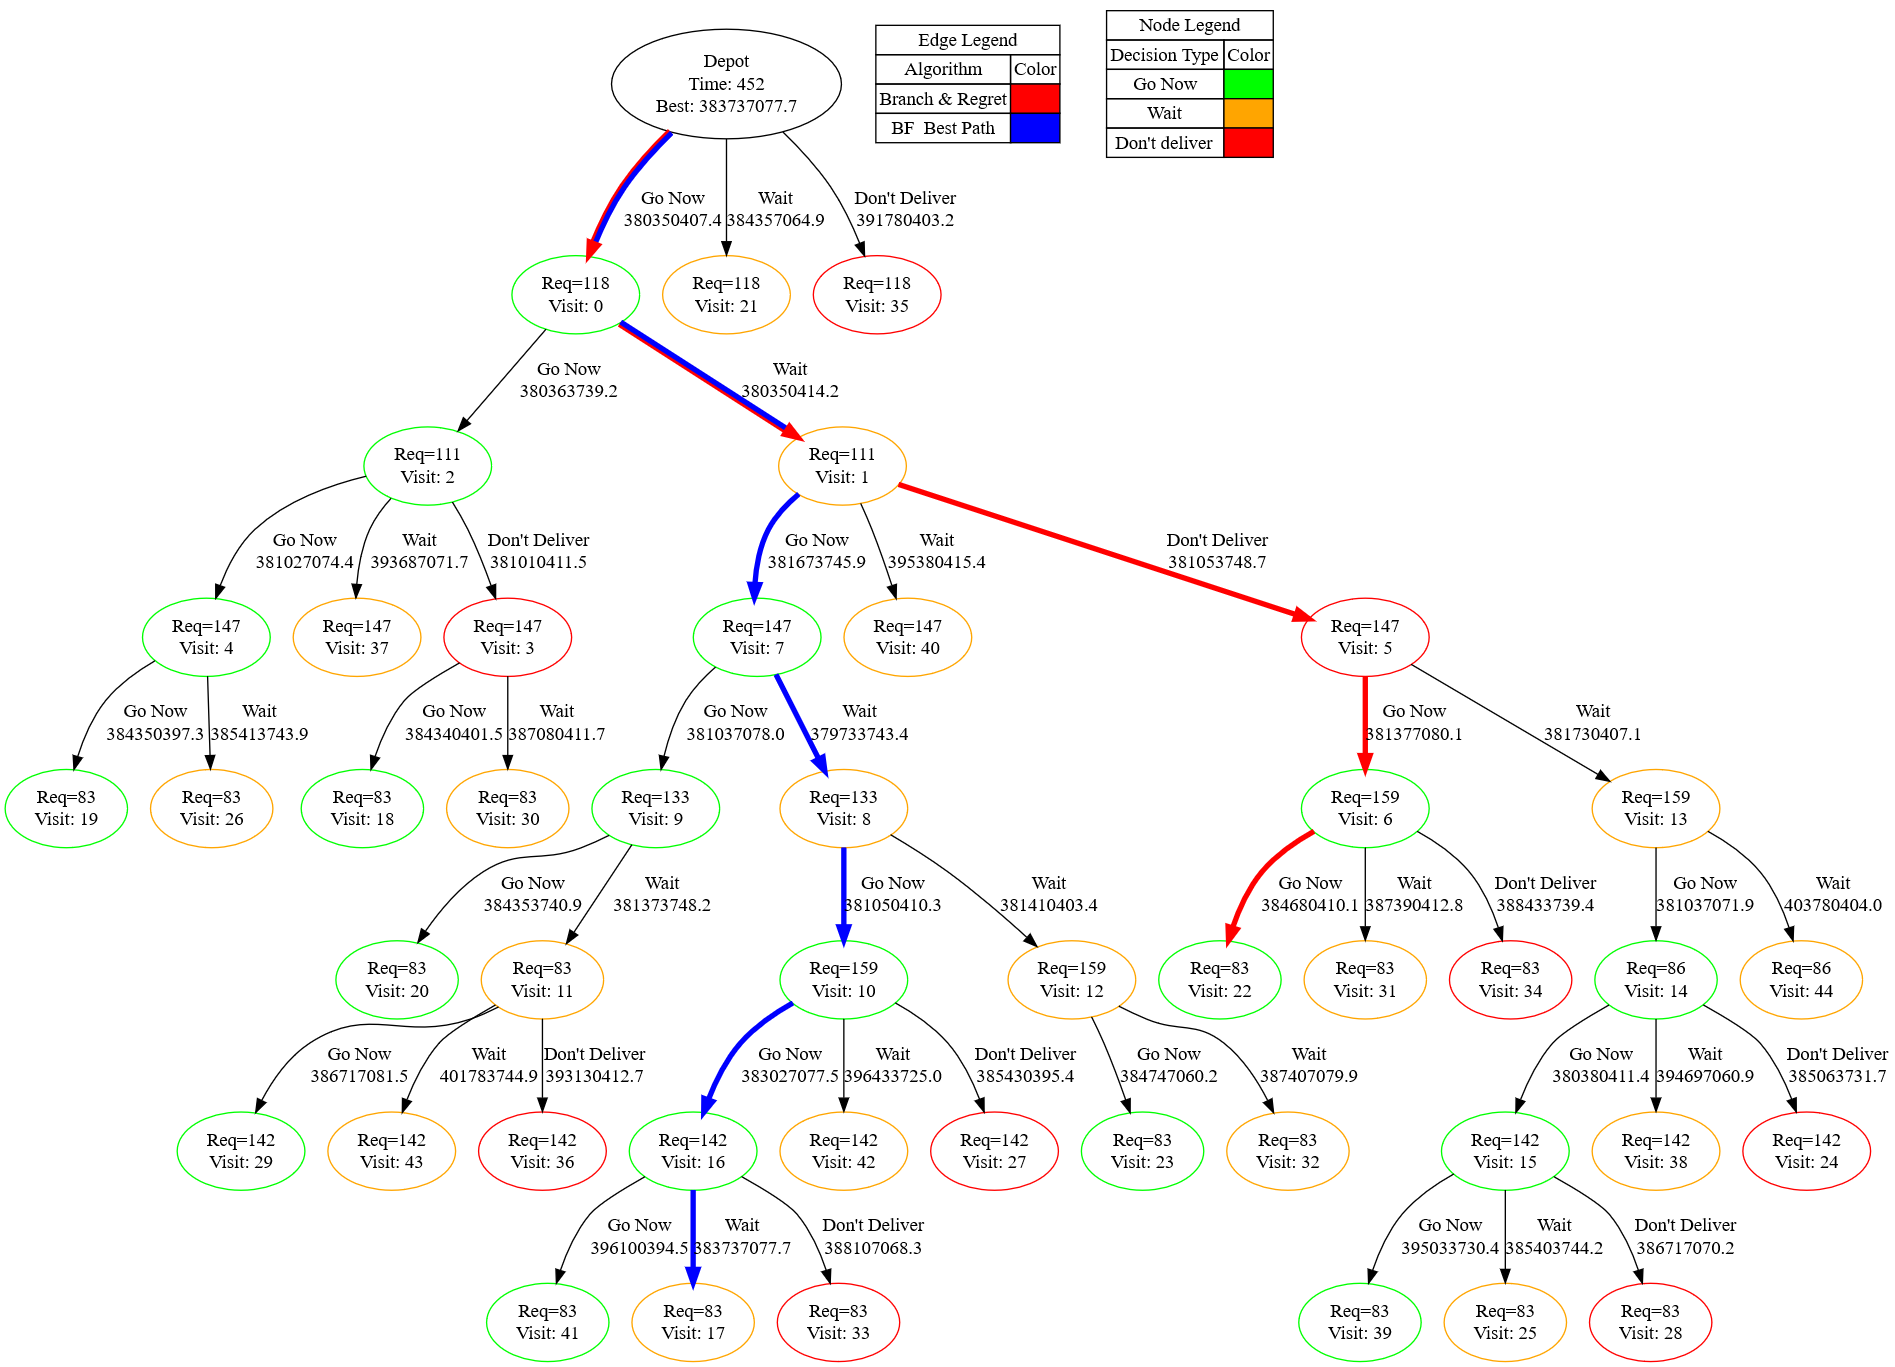 Depot
Time: 452
Best: 383737077.7
Edge Legend
Algorithm Color
Branch & Regret
BF Best Path
Node Legend
Decision Type Color
Go Now
Wait
Don't deliver
Go Now
380350407.4
Wait
384357064.9
Don't Deliver
391780403.2
Req=118
Visit: 0
Req=118
Visit: 21
Req=118
Visit: 35
Go Now
380363739.2
Wait
380350414.2
Req=111
Visit: 2
Req=111
Visit: 1
Go Now
381027074.4
Wait
393687071.7
Don't Deliver
381010411.5
Go Now
381673745.9
Wait
395380415.4
Don't Deliver
381053748.7
Req=147
Visit: 4
Req=147
Visit: 37
Req=147
Visit: 3
Req=147
Visit: 7
Req=147
Visit: 40
Req=147
Visit: 5
Go Now
384350397.3
Wait
385413743.9
Go Now
384340401.5
Wait
387080411.7
Go Now
381037078.0
Wait
379733743.4
Go Now
381377080.1
Wait
381730407.1
Req=83
Visit: 19
Req=83
Visit: 26
Req=83
Visit: 18
Req=83
Visit: 30
Req=133
Visit: 9
Req=133
Visit: 8
Req=159
Visit: 6
Req=159
Visit: 13
Go Now
384353740.9
Wait
381373748.2
Go Now
381050410.3
Wait
381410403.4
Go Now
384680410.1
Wait
387390412.8
Don't Deliver
388433739.4
Go Now
381037071.9
Wait
403780404.0
Req=83
Visit: 20
Req=83
Visit: 11
Req=159
Visit: 10
Req=159
Visit: 12
Req=83
Visit: 22
Req=83
Visit: 31
Req=83
Visit: 34
Req=86
Visit: 14
Req=86
Visit: 44
Go Now
386717081.5
Wait
401783744.9
Don't Deliver
393130412.7
Go Now
383027077.5
Wait
396433725.0
Don't Deliver
385430395.4
Go Now
384747060.2
Wait
387407079.9
Go Now
380380411.4
Wait
394697060.9
Don't Deliver
385063731.7
Req=142
Visit: 29
Req=142
Visit: 43
Req=142
Visit: 36
Req=142
Visit: 16
Req=142
Visit: 42
Req=142
Visit: 27
Req=83
Visit: 23
Req=83
Visit: 32
Req=142
Visit: 15
Req=142
Visit: 38
Req=142
Visit: 24
Go Now
396100394.5
Wait
383737077.7
Don't Deliver
388107068.3
Go Now
395033730.4
Wait
385403744.2
Don't Deliver
386717070.2
Req=83
Visit: 41
Req=83
Visit: 17
Req=83
Visit: 33
Req=83
Visit: 39
Req=83
Visit: 25
Req=83
Visit: 28